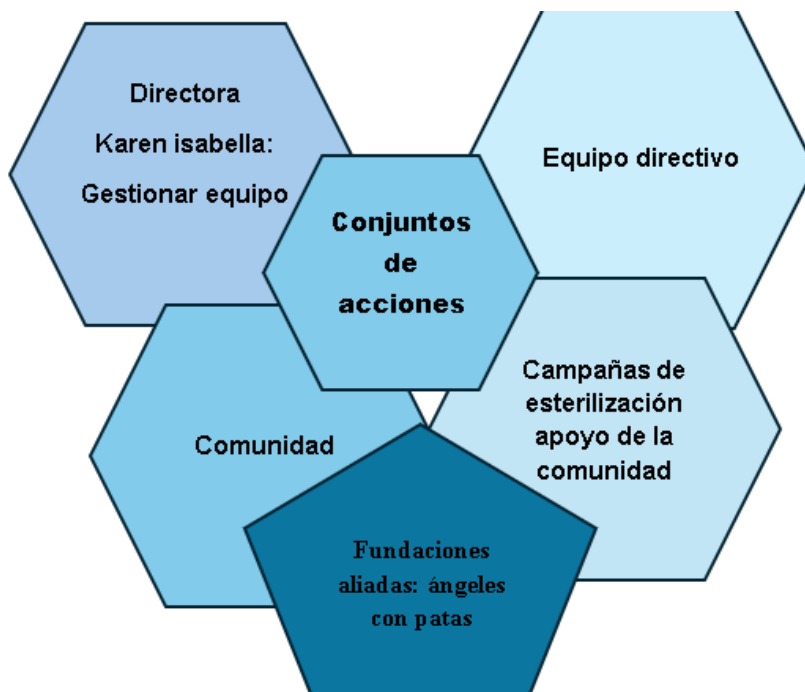 Directora
Karen isabella:
Gestionar equipo
Equipo directivo
Conjuntos
de
acciones
Campañas de
esterilización
apoyo de la
comunidad
Comunidad
Fundaciones
aliadas: ángeles
con patas